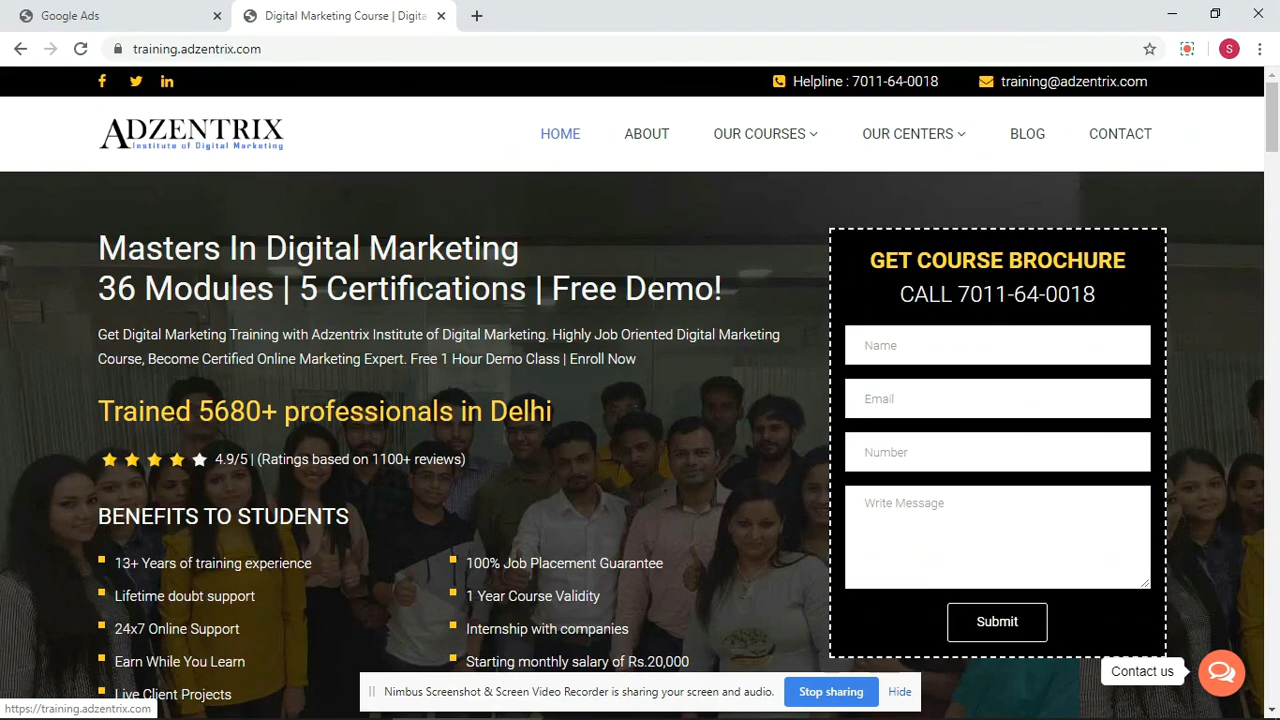 Google Ads
Digital Marketing Course | Digita
training.adzentrix.com
S
Helpline : 7011-64-0018
training@adzentrix.com
ADZENTRIX
Institute of Digital Marketing
HOME
ABOUT
OUR COURSES
OUR CENTERS
BLOG
CONTACT
Masters In Digital Marketing
36 Modules | 5 Certifications | Free Demo!
Get Digital Marketing Training with Adzentrix Institute of Digital Marketing. Highly Job Oriented Digital Marketing
Course, Become Certified Online Marketing Expert. Free 1 Hour Demo Class | Enroll Now
Trained 5680+ professionals in Delhi
4.9/5 | (Ratings based on 1100+ reviews)
BENEFITS TO STUDENTS
13+ Years of training experience
Lifetime doubt support
24x7 Online Support
Earn While You Learn
Live Client Projects
100% Job Placement Guarantee
1 Year Course Validity
Internship with companies
Starting monthly salary of Rs.20,000
GET COURSE BROCHURE
CALL 7011-64-0018
Name
Email
Number
Write Message
Submit
Contact us
Nimbus Screenshot & Screen Video Recorder is sharing your screen and audio.
Stop sharing
Hide
https://training.adzentrix.com